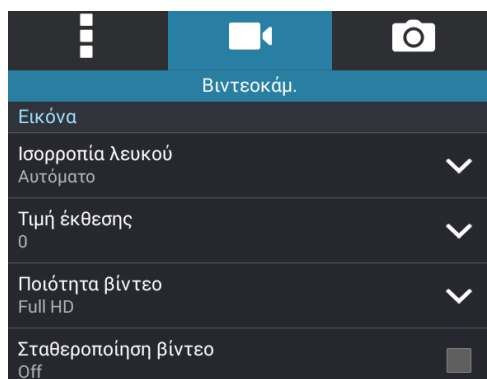 Βιντεοκάμ.
Εικόνα
Ισορροπία λευκού
Αυτόματο
Τιμή έκθεσης
0
Ποιότητα βίντεο
Full HD
Σταθεροποίηση βίντεο
Off